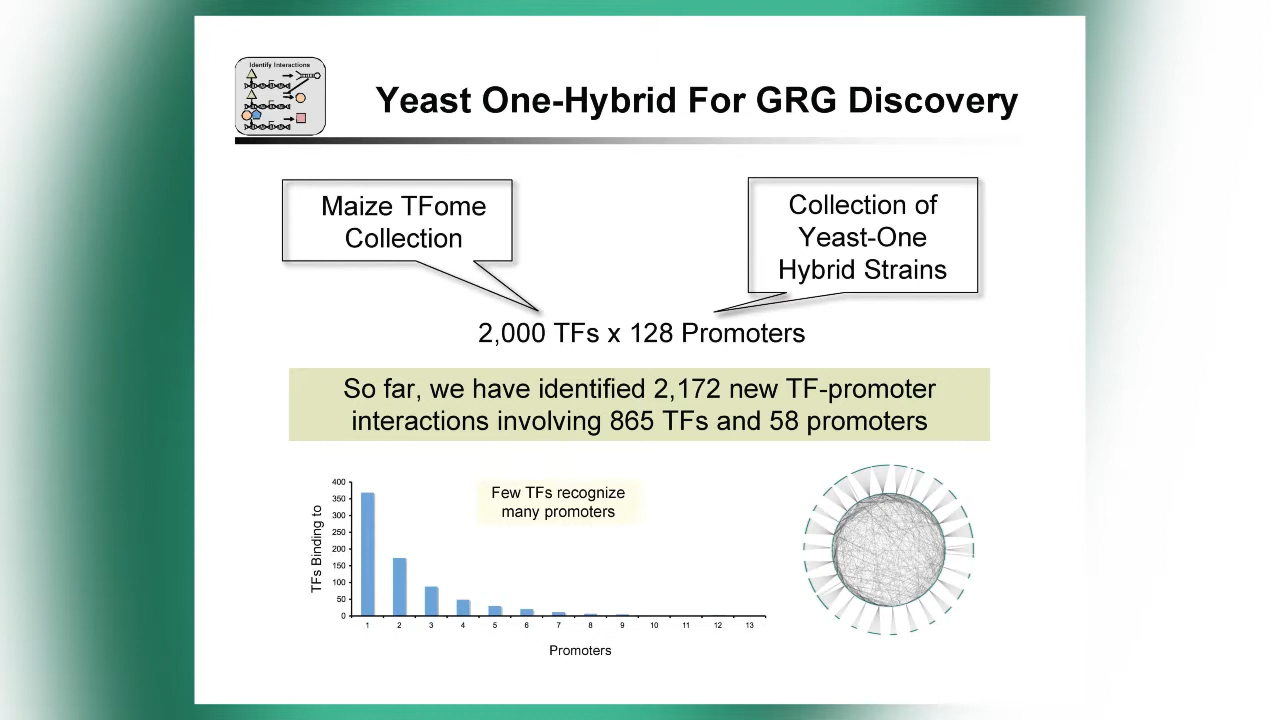 Identify Interactions
Yeast One-Hybrid For GRG Discovery
Maize TFome
Collection
Collection of
Yeast-One
Hybrid Strains
2,000 TFs x 128 Promoters
So far, we have identified 2,172 new TF-promoter
interactions involving 865 TFs and 58 promoters
Few TFs recognize
many promoters
TFs Binding to
400
350
300
250
200
150
100
50
0
1 2 3 4 5 6 7 8 9 10 11 12 13
Promoters